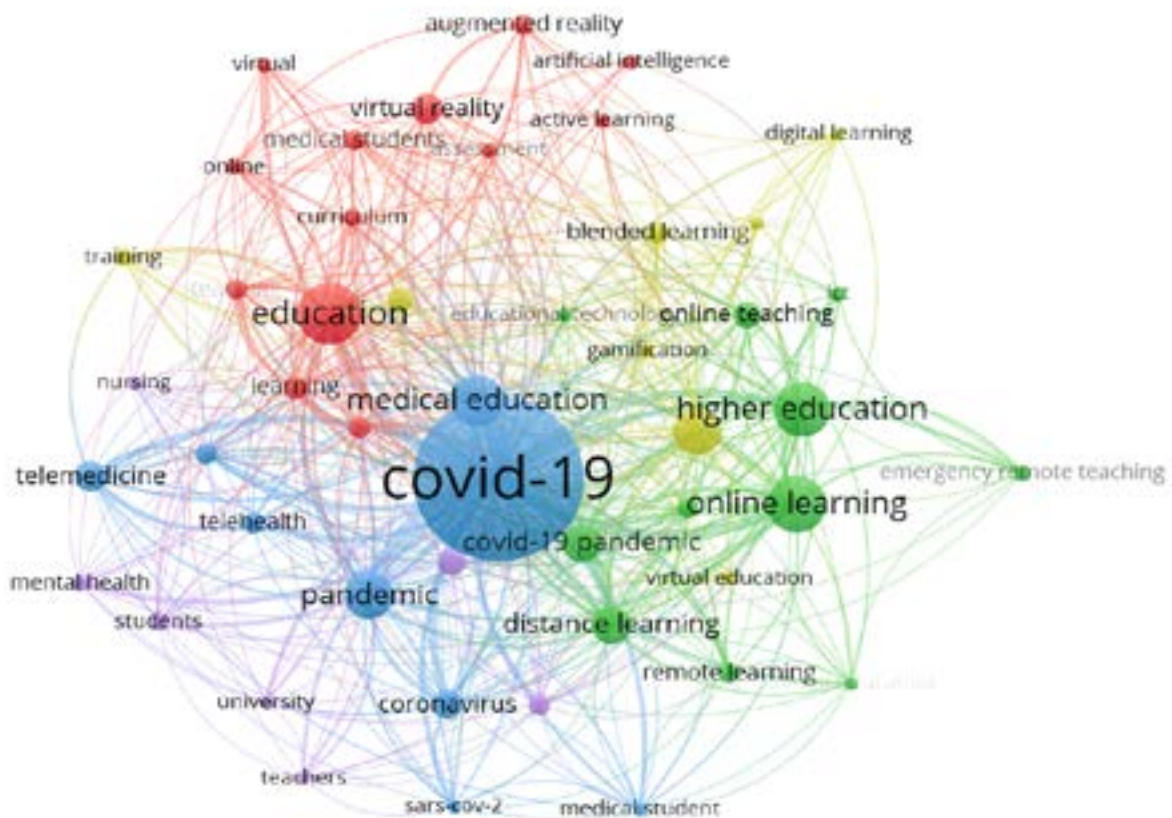 augmented reality
virtual
artificial intelligence
virtual reality
active learning
medical students
assessment
digital learning
online
curriculum
blended learning
training
education
educational technology
online teaching
gamification
nursing
learning
medical education
higher education
covid-19
telemedicine
emergency remote teaching
online learning
telehealth
covid-19 pandemic
mental health
pandemic
virtual education
students
distance learning
remote learning
university
coronavirus
teachers
sars-cov-2
medical student